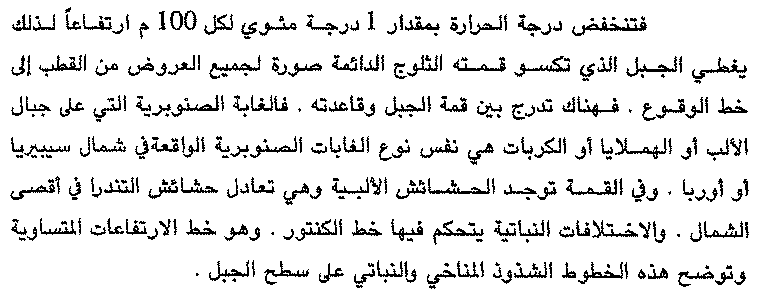 فتنخفض درجة الحرارة بمقدار 1 درجة مئوي لكل 100 م ارتفاعاً لذلك
يغطي الجبل الذي تكسو قمته الثلوج الدائمة صورة لجميع العروض من القطب إلى
خط الوقوع . فهناك تدرج بين قمة الجبل وقاعدته . فالغابة الصنوبرية التي على جبال
الألب أو الهملايا أو الكربات هي نفس نوع الغابات الصنوبرية الواقعة في شمال سيبيريا
أو أوربا . وفي القمة توجد الحشائش الألبية وهي تعادل حشائش التندرا في أقصى
الشمال . والاختلافات النباتية يتحكم فيها خط الكنتور . وهو خط الارتفاعات المتساوية
وتوضح هذه الخطوط الشذوذ المناخي والنباتي على سطح الجبل .